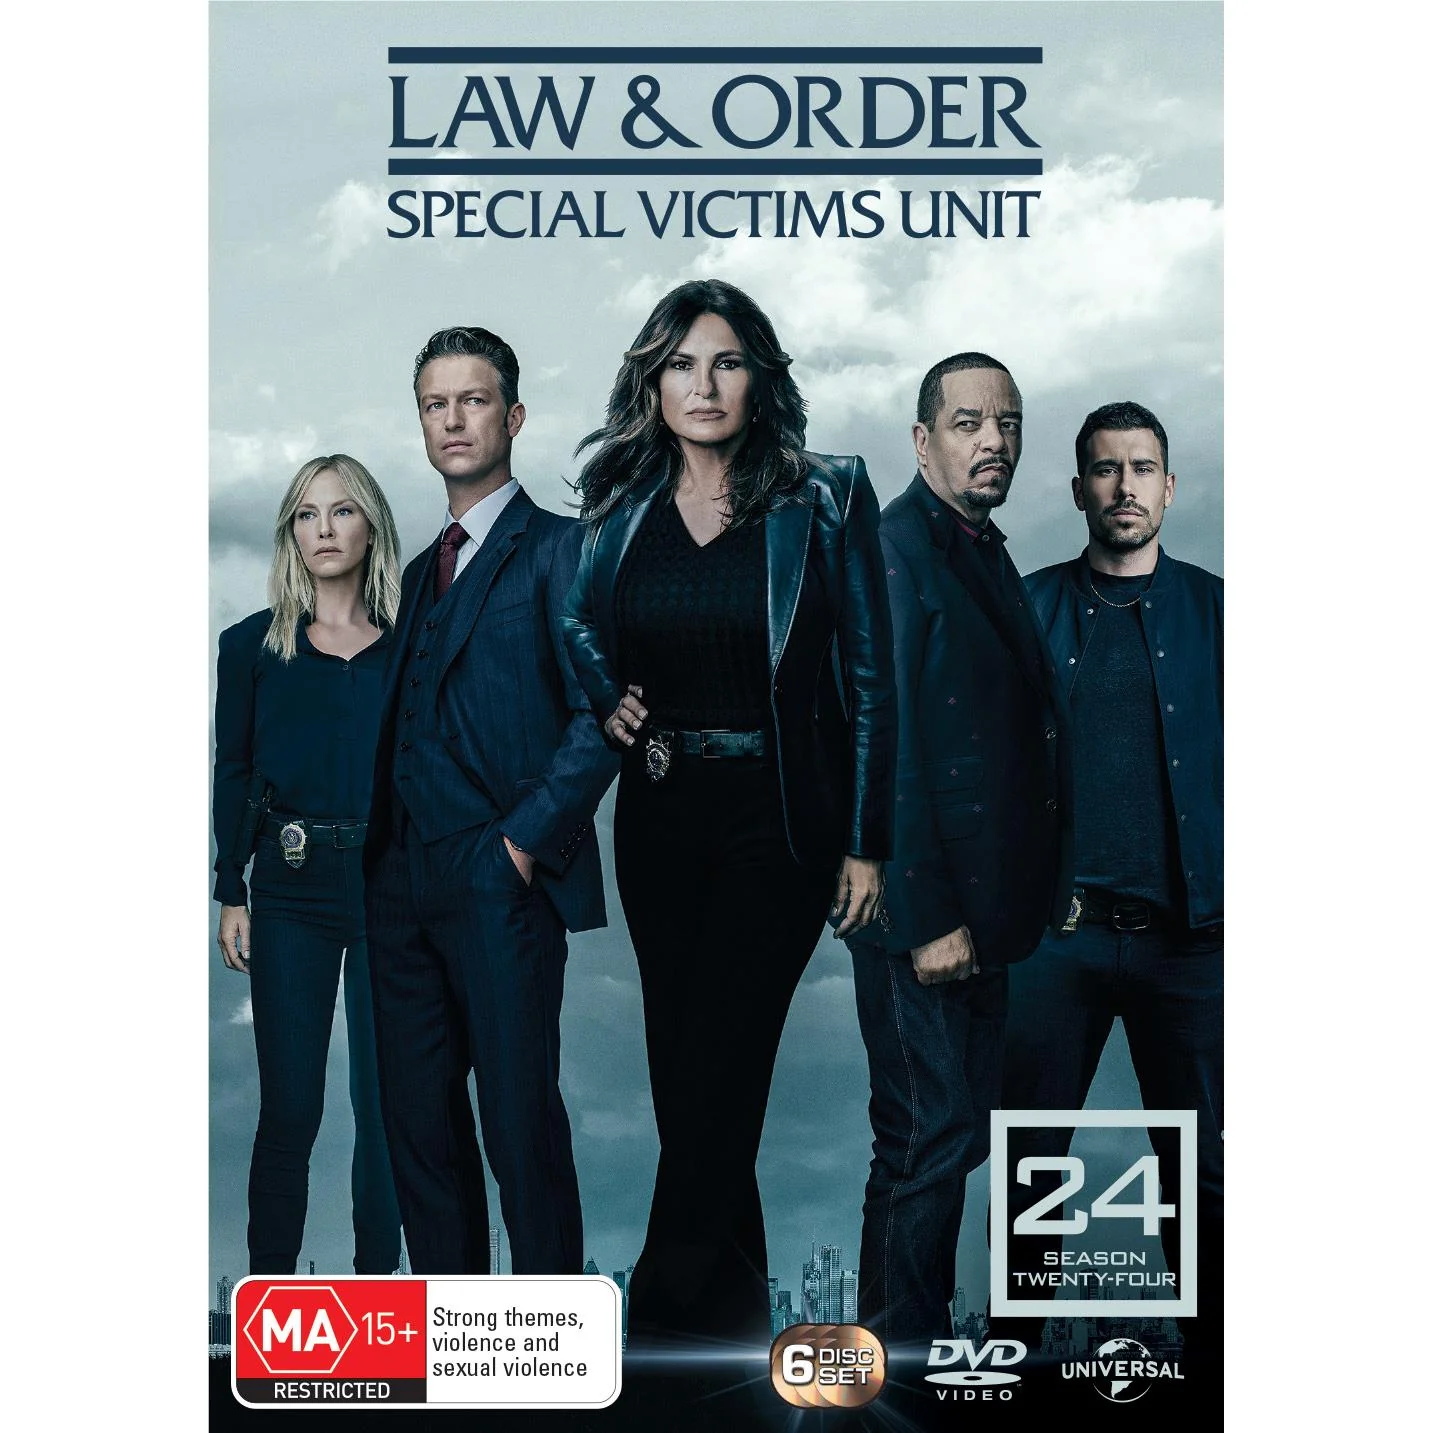 LAW & ORDER
SPECIAL VICTIMS UNIT
24
SEASON
TWENTY-FOUR
MA 15+
RESTRICTED
Strong themes,
violence and
sexual violence
6 DISC
SET
DVD
VIDEO
UNIVERSAL